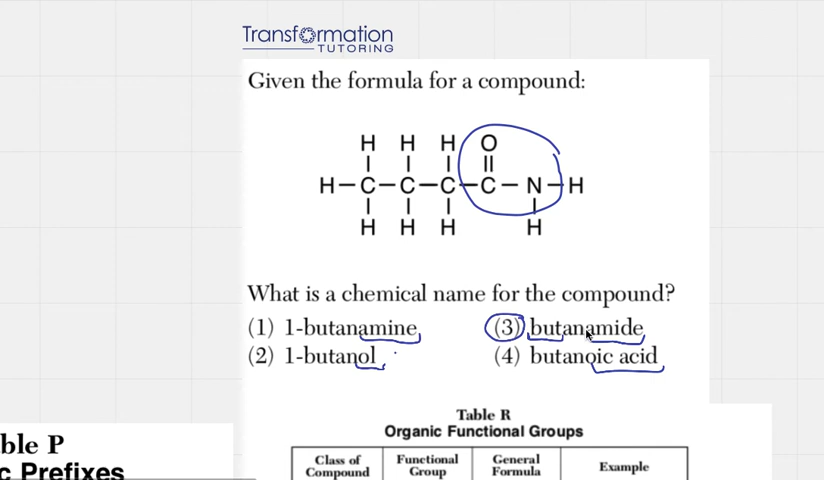 Transformation
TUTORING
Given the formula for a compound:
H H H O
H–C–C–C–C–N–H
H H H H
What is a chemical name for the compound?
(1) 1-butanamine (3) butanamide
(2) 1-butanol (4) butanoic acid
Table R
Organic Functional Groups
ble P
c Prefixes
Class of Compound
Functional Group
General Formula
Example